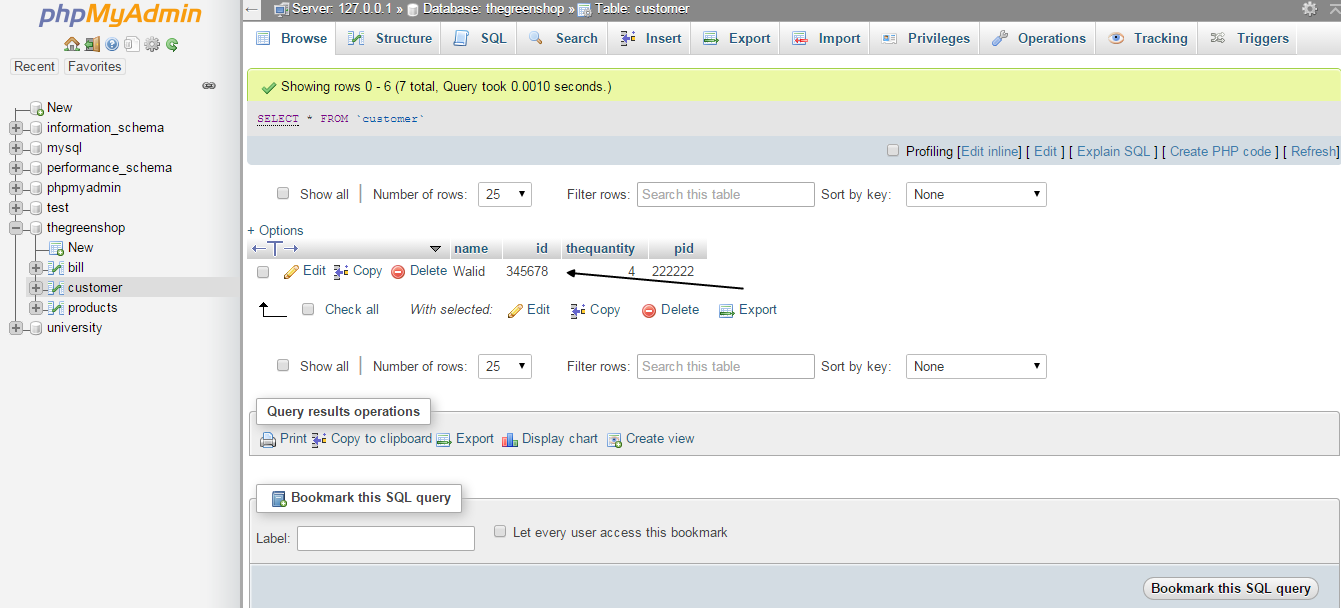 phpMyAdmin
Recent Favorites
New
information_schema
mysql
performance_schema
phpmyadmin
test
thegreenshop
New
bill
customer
products
university
Server: 127.0.0.1 » Database: thegreenshop » Table: customer
Browse Structure SQL Search Insert Export Import Privileges Operations Tracking Triggers
Showing rows 0 - 6 (7 total, Query took 0.0010 seconds.)
SELECT * FROM `customer`
Profiling [Edit inline] [ Edit ] [ Explain SQL ] [ Create PHP code ] [ Refresh]
Show all Number of rows: 25 Filter rows: Search this table Sort by key: None
+ Options
name id thequantity pid
Edit Copy Delete Walid 345678 4 222222
Check all With selected: Edit Copy Delete Export
Show all Number of rows: 25 Filter rows: Search this table Sort by key: None
Query results operations
Print Copy to clipboard Export Display chart Create view
Bookmark this SQL query
Label: Let every user access this bookmark
Bookmark this SQL query